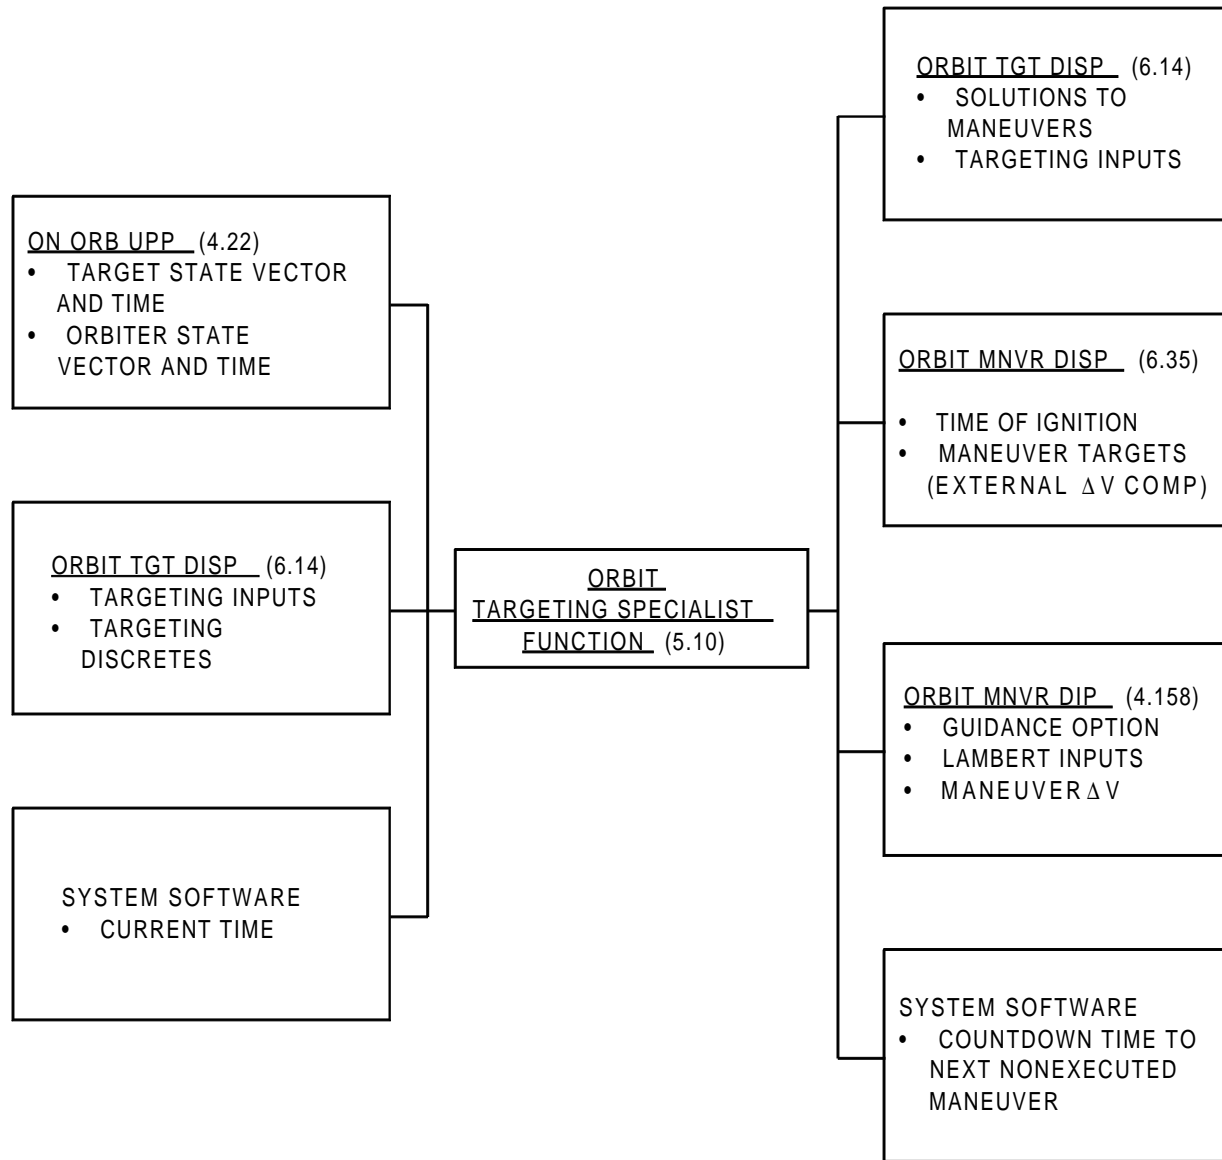 ON ORB UPP (4.22)
• TARGET STATE VECTOR
AND TIME
• ORBITER STATE
VECTOR AND TIME
ORBIT TGT DISP (6.14)
• TARGETING INPUTS
• TARGETING
DISCRETES
SYSTEM SOFTWARE
• CURRENT TIME
ORBIT
TARGETING SPECIALIST
FUNCTION (5.10)
ORBIT TGT DISP (6.14)
• SOLUTIONS TO
MANEUVERS
• TARGETING INPUTS
ORBIT MNVR DISP (6.35)
• TIME OF IGNITION
• MANEUVER TARGETS
(EXTERNAL Δ V COMP)
ORBIT MNVR DIP (4.158)
• GUIDANCE OPTION
• LAMBERT INPUTS
• MANEUVER Δ V
SYSTEM SOFTWARE
• COUNTDOWN TIME TO
NEXT NONEXECUTED
MANEUVER